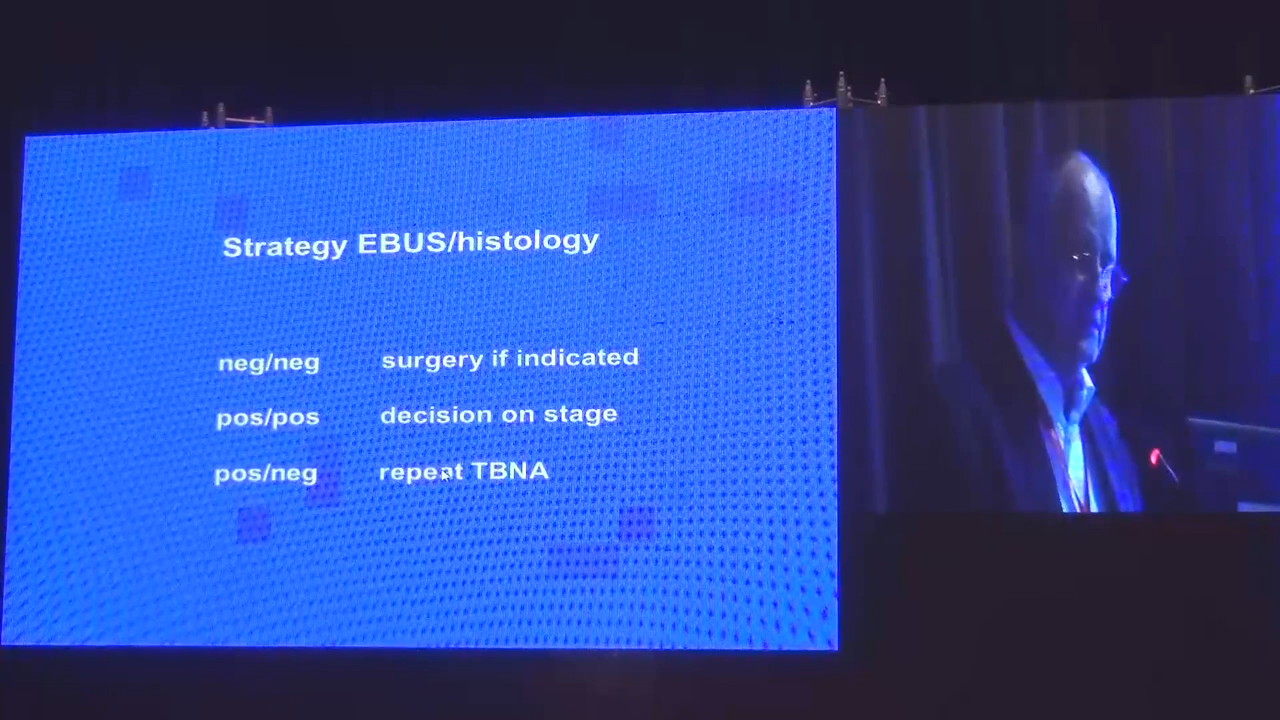 Strategy EBUS/histology
neg/neg surgery if indicated
pos/pos decision on stage
pos/neg repeat TBNA